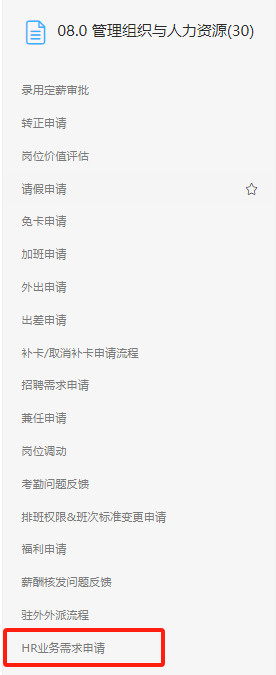 08.0 管理组织与人力资源(30)
录用定薪审批
转正申请
岗位价值评估
请假申请
免卡申请
加班申请
外出申请
出差申请
补卡/取消补卡申请流程
招聘需求申请
兼任申请
岗位调动
考勤问题反馈
排班权限&班次标准变更申请
福利申请
薪酬核发问题反馈
驻外外派流程
HR业务需求申请